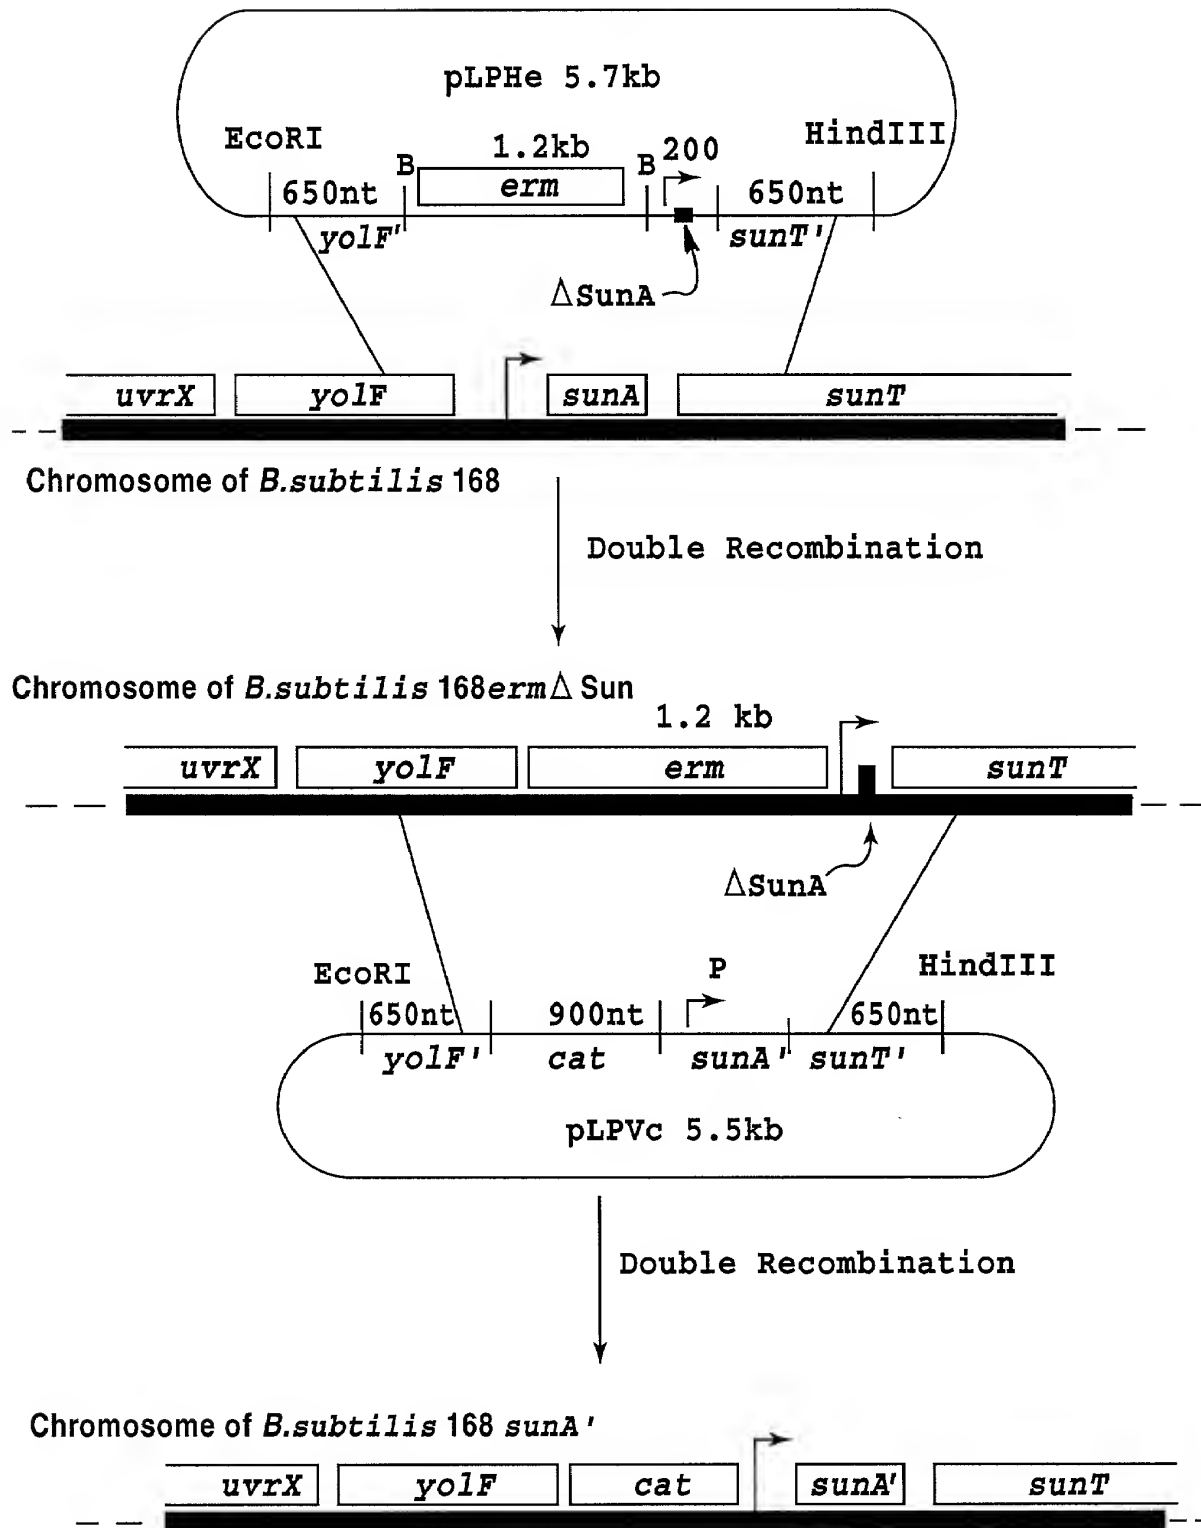 pLPHe 5.7kb
EcoRI
1.2kb
HindIII
B
B
200
650nt
erm
650nt
yolF'
sunT'
ΔSunA
uvrX
yolF
sunA
sunT
Chromosome of B.subtilis 168
Double Recombination
Chromosome of B.subtilis 168ermΔ Sun
1.2 kb
uvrX
yolF
erm
sunT
ΔSunA
EcoRI
P
HindIII
650nt
900nt
650nt
yolF'
cat
sunA'
sunT'
pLPVc 5.5kb
Double Recombination
Chromosome of B.subtilis 168 sunA'
uvrX
yolF
cat
sunA'
sunT